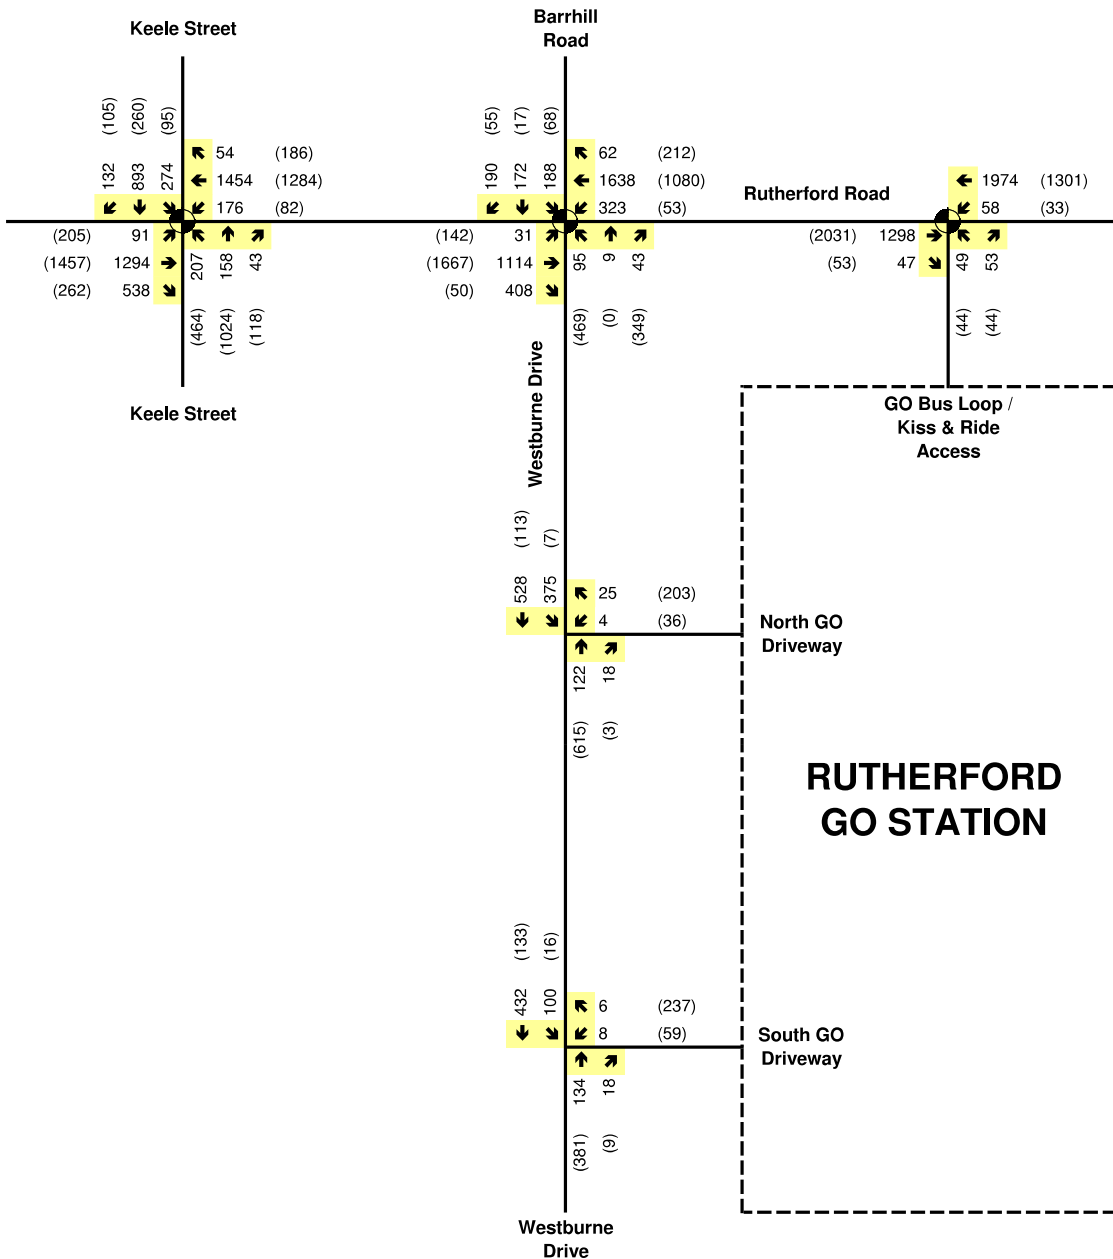 Keele Street
Barrhill
Road
(105) (260) (95)
132 893 274
54 (186)
1454 (1284)
176 (82)
(205) 91
(1457) 1294
(262) 538
207 158 43
(464) (1024) (118)
Keele Street
(55) (17) (68)
190 172 188
62 (212)
1638 (1080)
323 (53)
(142) 31
(1667) 1114
(50) 408
95 9 43
(469) (0) (349)
Rutherford Road
1974 (1301)
58 (33)
(2031) 1298
(53) 47
49 53
(44) (44)
GO Bus Loop /
Kiss & Ride
Access
Westburne Drive
(113) (7)
528 375
25 (203)
4 (36)
122 18
(615) (3)
North GO
Driveway
RUTHERFORD
GO STATION
(133) (16)
432 100
6 (237)
8 (59)
134 18
(381) (9)
South GO
Driveway
Westburne
Drive